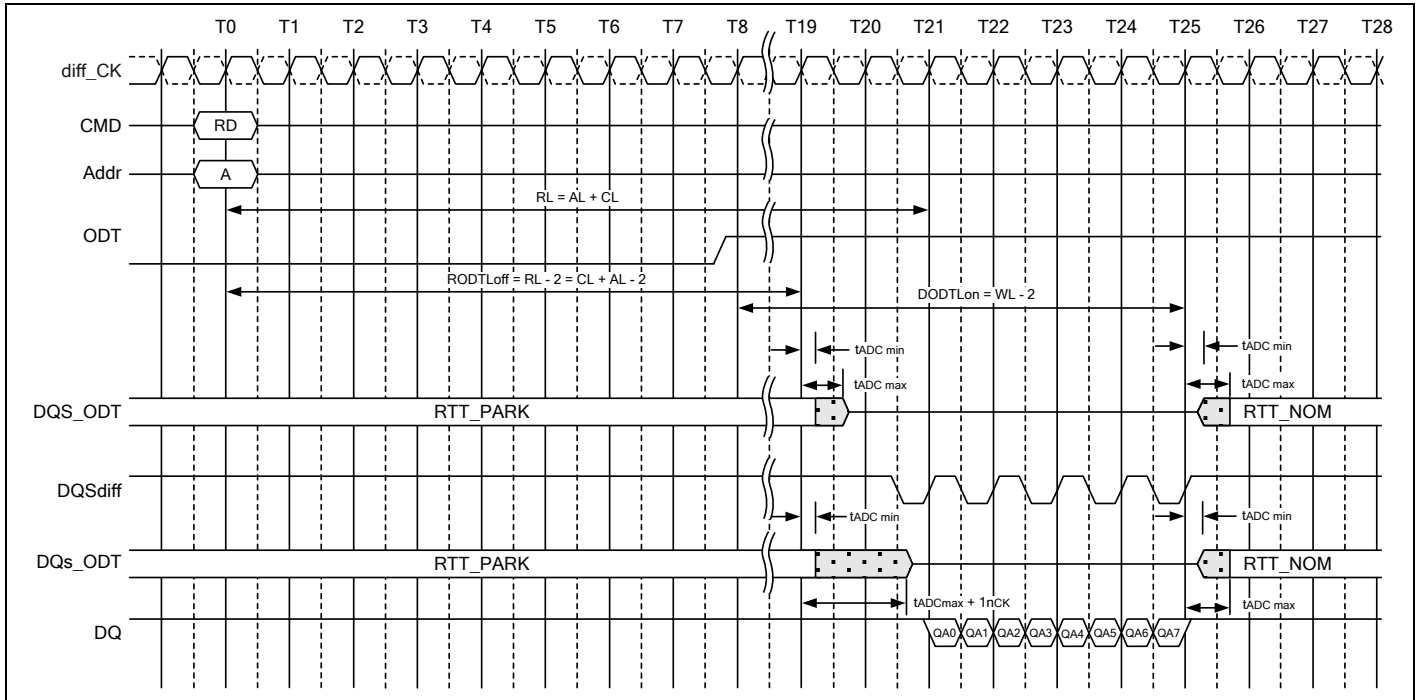 T0 T1 T2 T3 T4 T5 T6 T7 T8 T19 T20 T21 T22 T23 T24 T25 T26 T27 T28
diff_CK
CMD RD
Addr A
RL = AL + CL
ODT
RODTLoff = RL - 2 = CL + AL - 2
DODTLon = WL - 2
tADC min tADC min
tADC max tADC max
DQS_ODT RTT_PARK RTT_NOM
DQSdiff
tADC min tADC min
DQs_ODT RTT_PARK RTT_NOM
tADCmax + 1nCK tADC max
DQ QA0 QA1 QA2 QA3 QA4 QA5 QA6 QA7